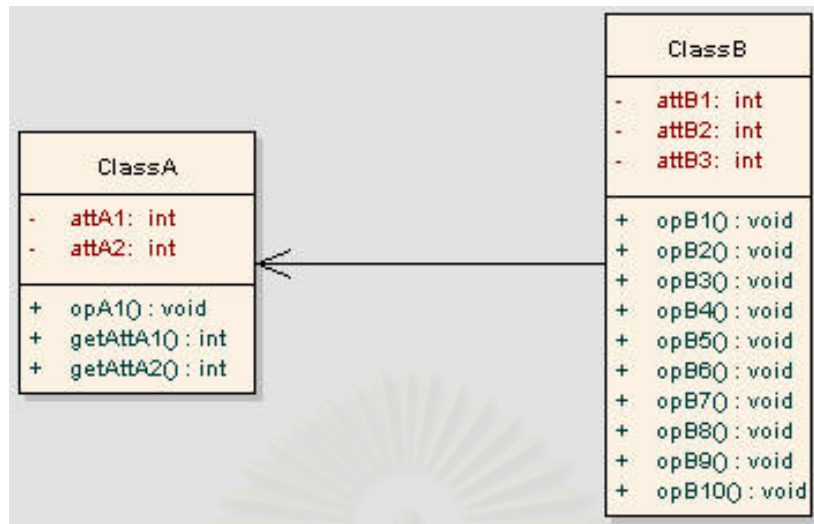 ClassA
- attA1: int
- attA2: int
+ opA1() : void
+ getAttA1() : int
+ getAttA2() : int
ClassB
- attB1: int
- attB2: int
- attB3: int
+ opB1() : void
+ opB2() : void
+ opB3() : void
+ opB4() : void
+ opB5() : void
+ opB6() : void
+ opB7() : void
+ opB8() : void
+ opB9() : void
+ opB10() : void